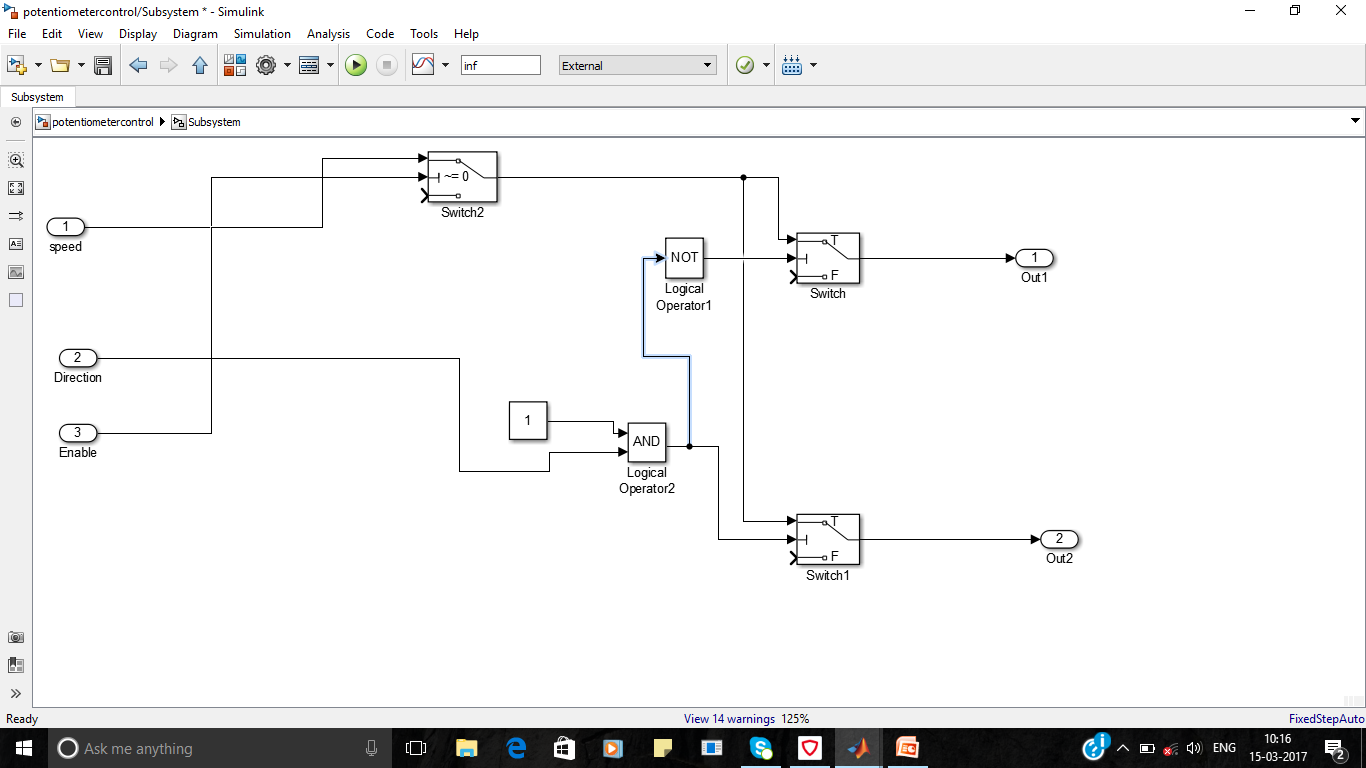 potentiometercontrol/Subsystem * - Simulink
File Edit View Display Diagram Simulation Analysis Code Tools Help
inf
External
Subsystem
potentiometercontrol
Subsystem
~= 0
Switch2
1
speed
NOT
Logical
Operator1
T
F
Switch
1
Out1
2
Direction
3
Enable
1
AND
Logical
Operator2
T
F
Switch1
2
Out2
Ready
View 14 warnings 125%
FixedStepAuto
Ask me anything
ENG
10:16
15-03-2017
2